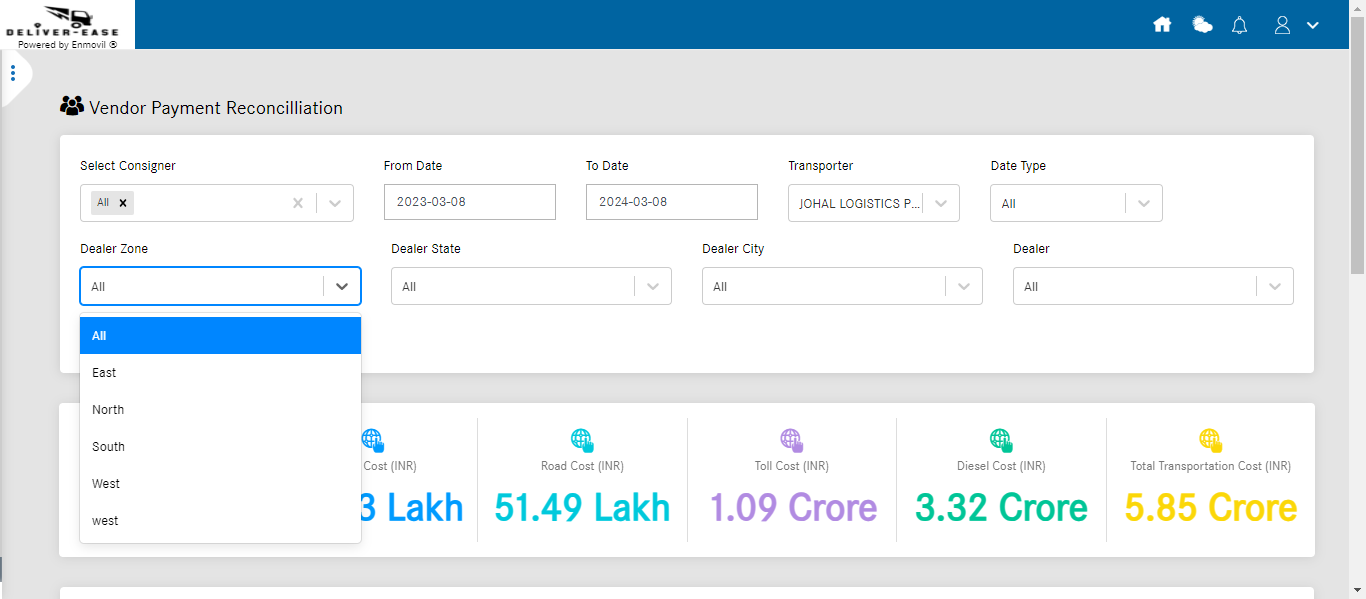 DELIVER-EASE
Powered by Enmovil ®
Vendor Payment Reconcilliation
Select Consigner
From Date
To Date
Transporter
Date Type
All
2023-03-08
2024-03-08
JOHAL LOGISTICS P...
All
Dealer Zone
Dealer State
Dealer City
Dealer
All
All
All
All
All
East
North
South
West
west
Cost (INR)
Road Cost (INR)
Toll Cost (INR)
Diesel Cost (INR)
Total Transportation Cost (INR)
3 Lakh
51.49 Lakh
1.09 Crore
3.32 Crore
5.85 Crore